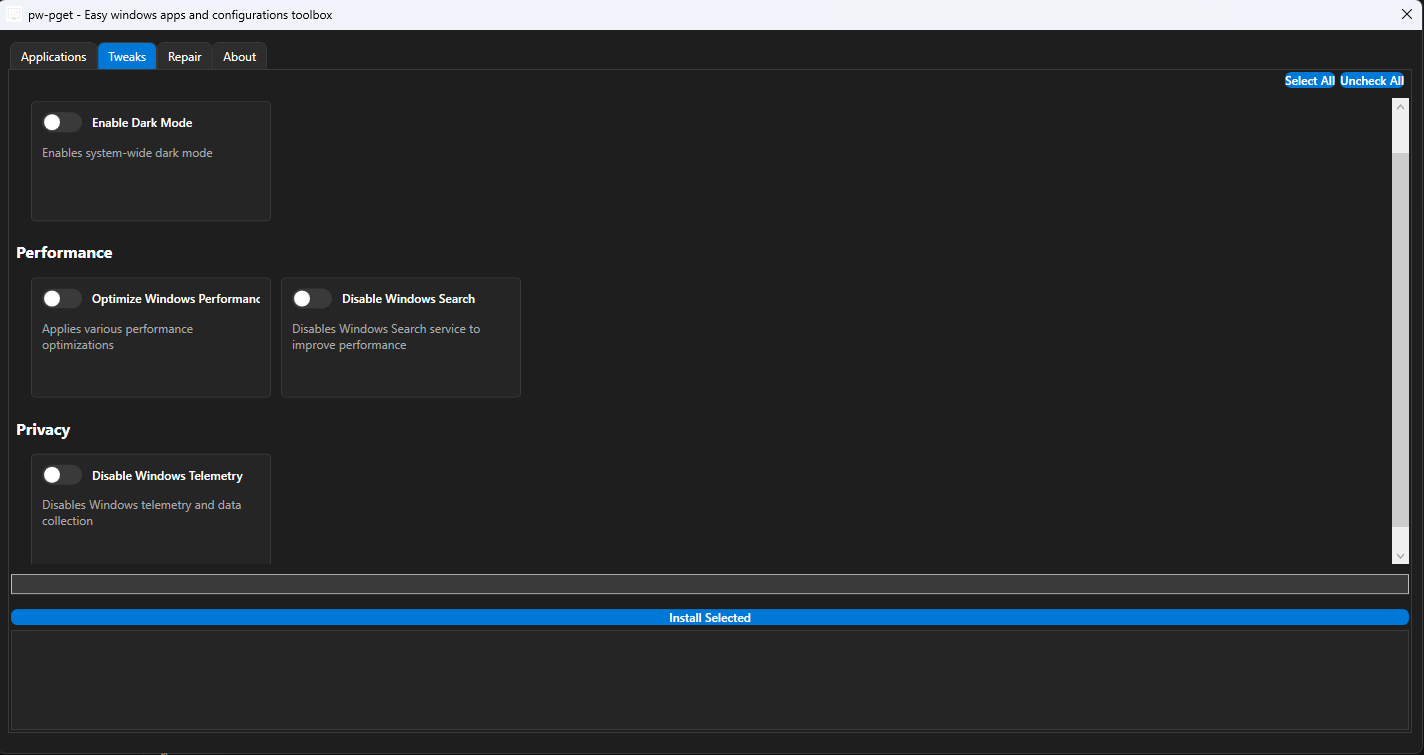 pw-pget - Easy windows apps and configurations toolbox
Applications Tweaks Repair About
Select All Uncheck All
Enable Dark Mode
Enables system-wide dark mode
Performance
Optimize Windows Performanc
Applies various performance
optimizations
Disable Windows Search
Disables Windows Search service to
improve performance
Privacy
Disable Windows Telemetry
Disables Windows telemetry and data
collection
Install Selected